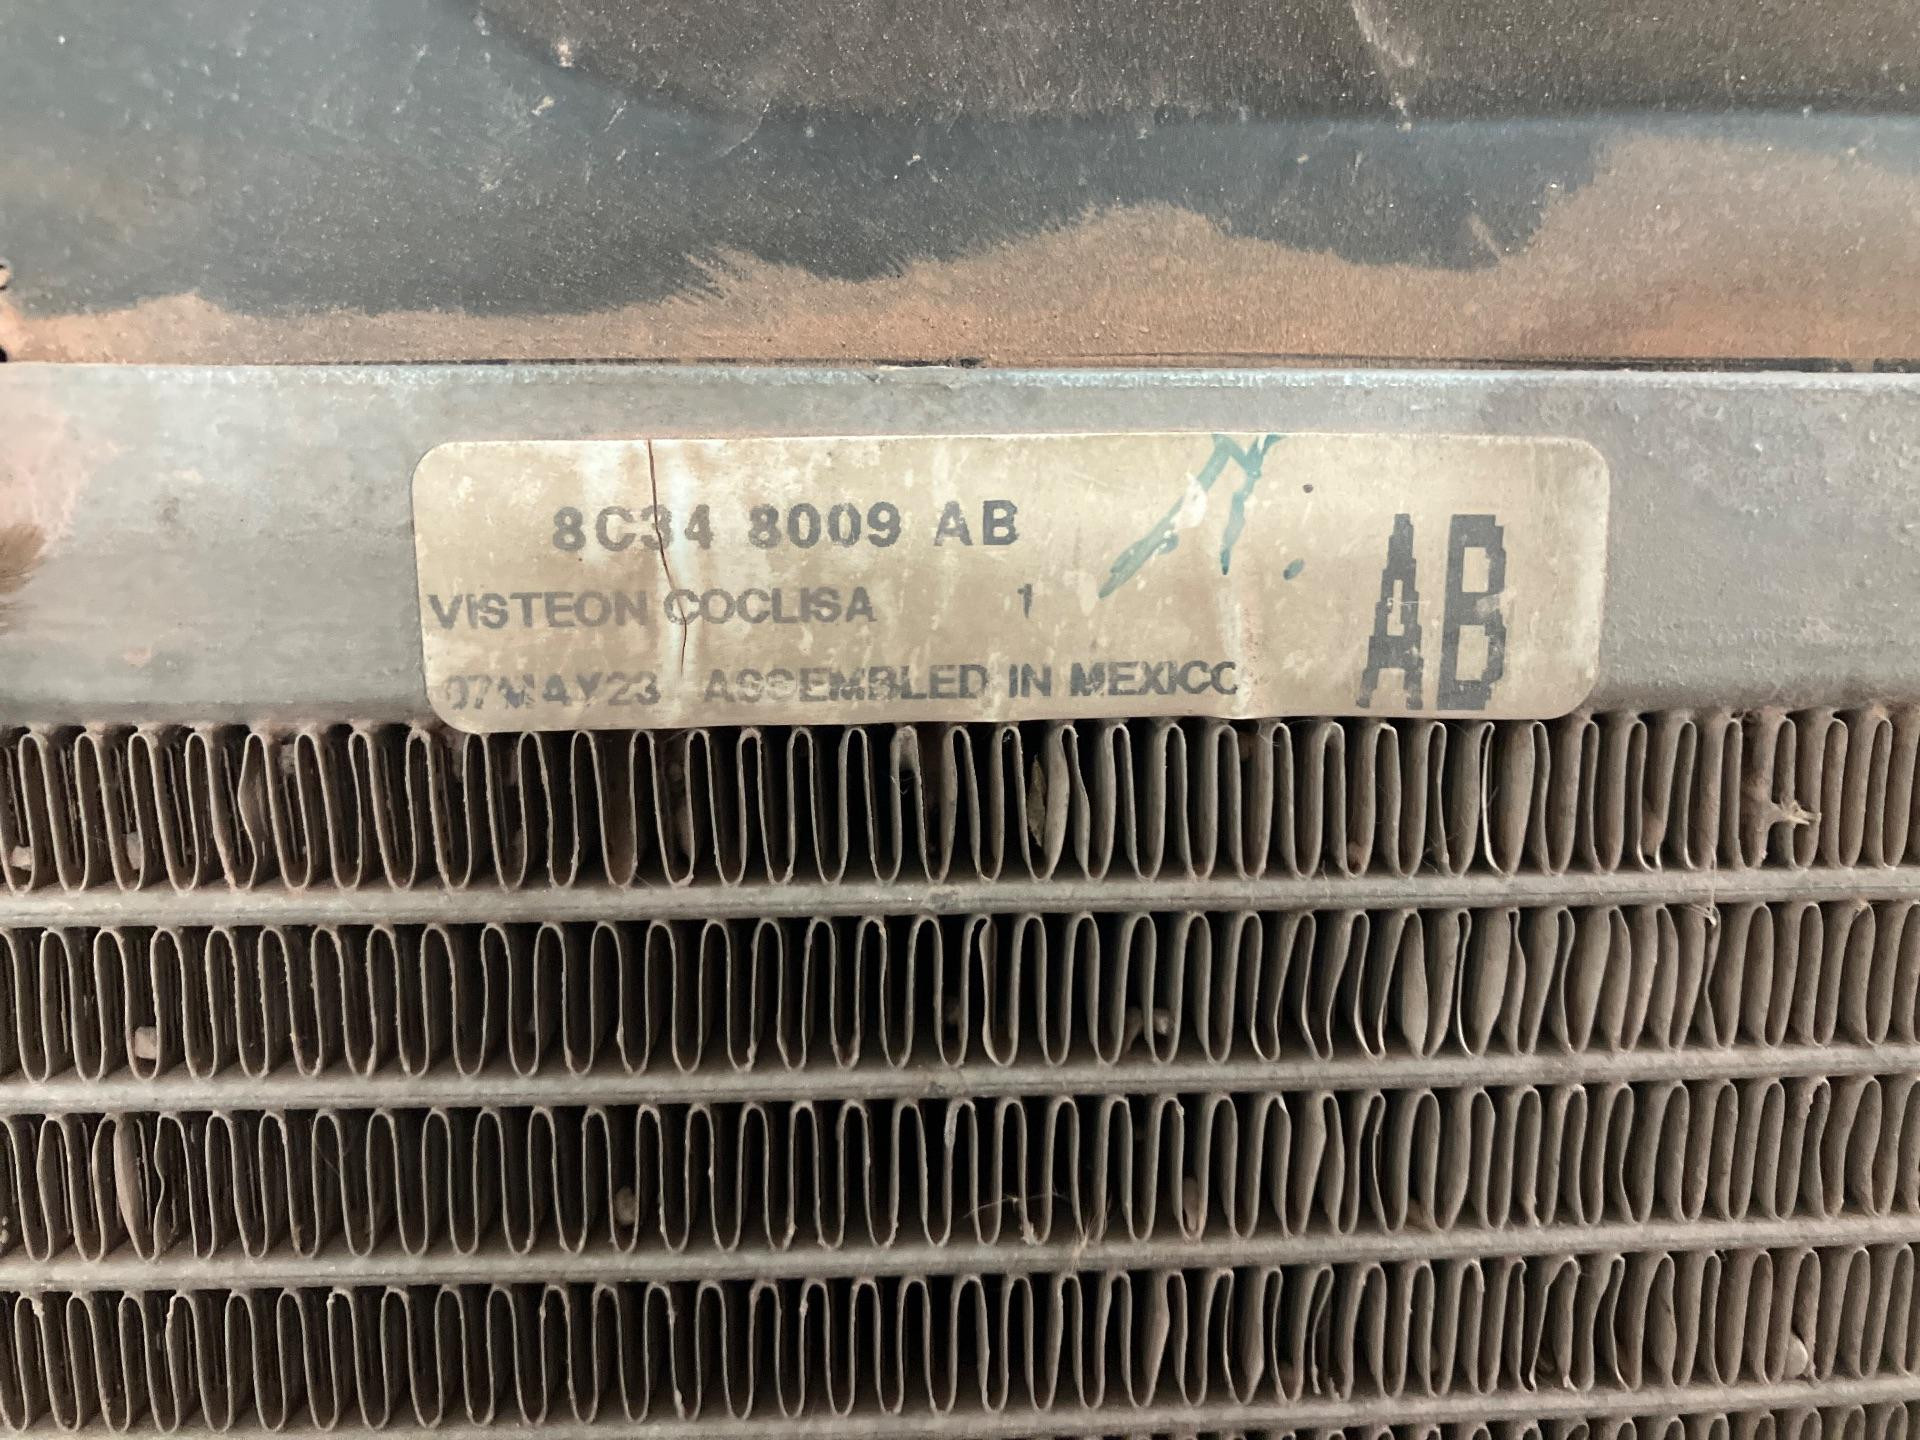 8C34 8009 AB
VISTEON COCLISA 1
07MAY23 ASSEMBLED IN MEXICO
AB